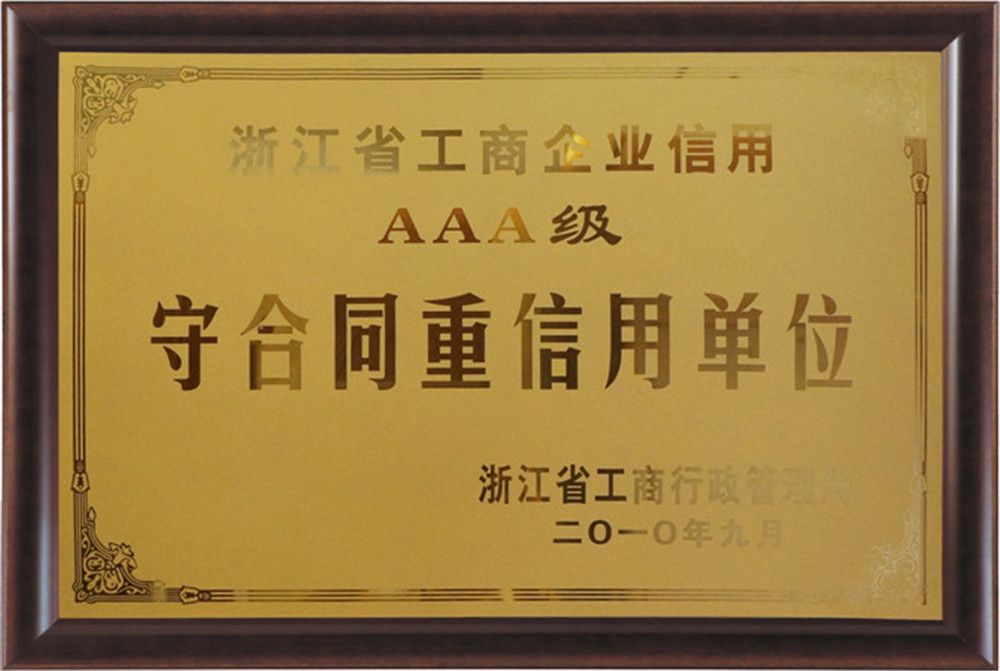 浙江省工商企业信用
AAA级
守合同重信用单位
浙江省工商行政管理局
二〇一〇年九月